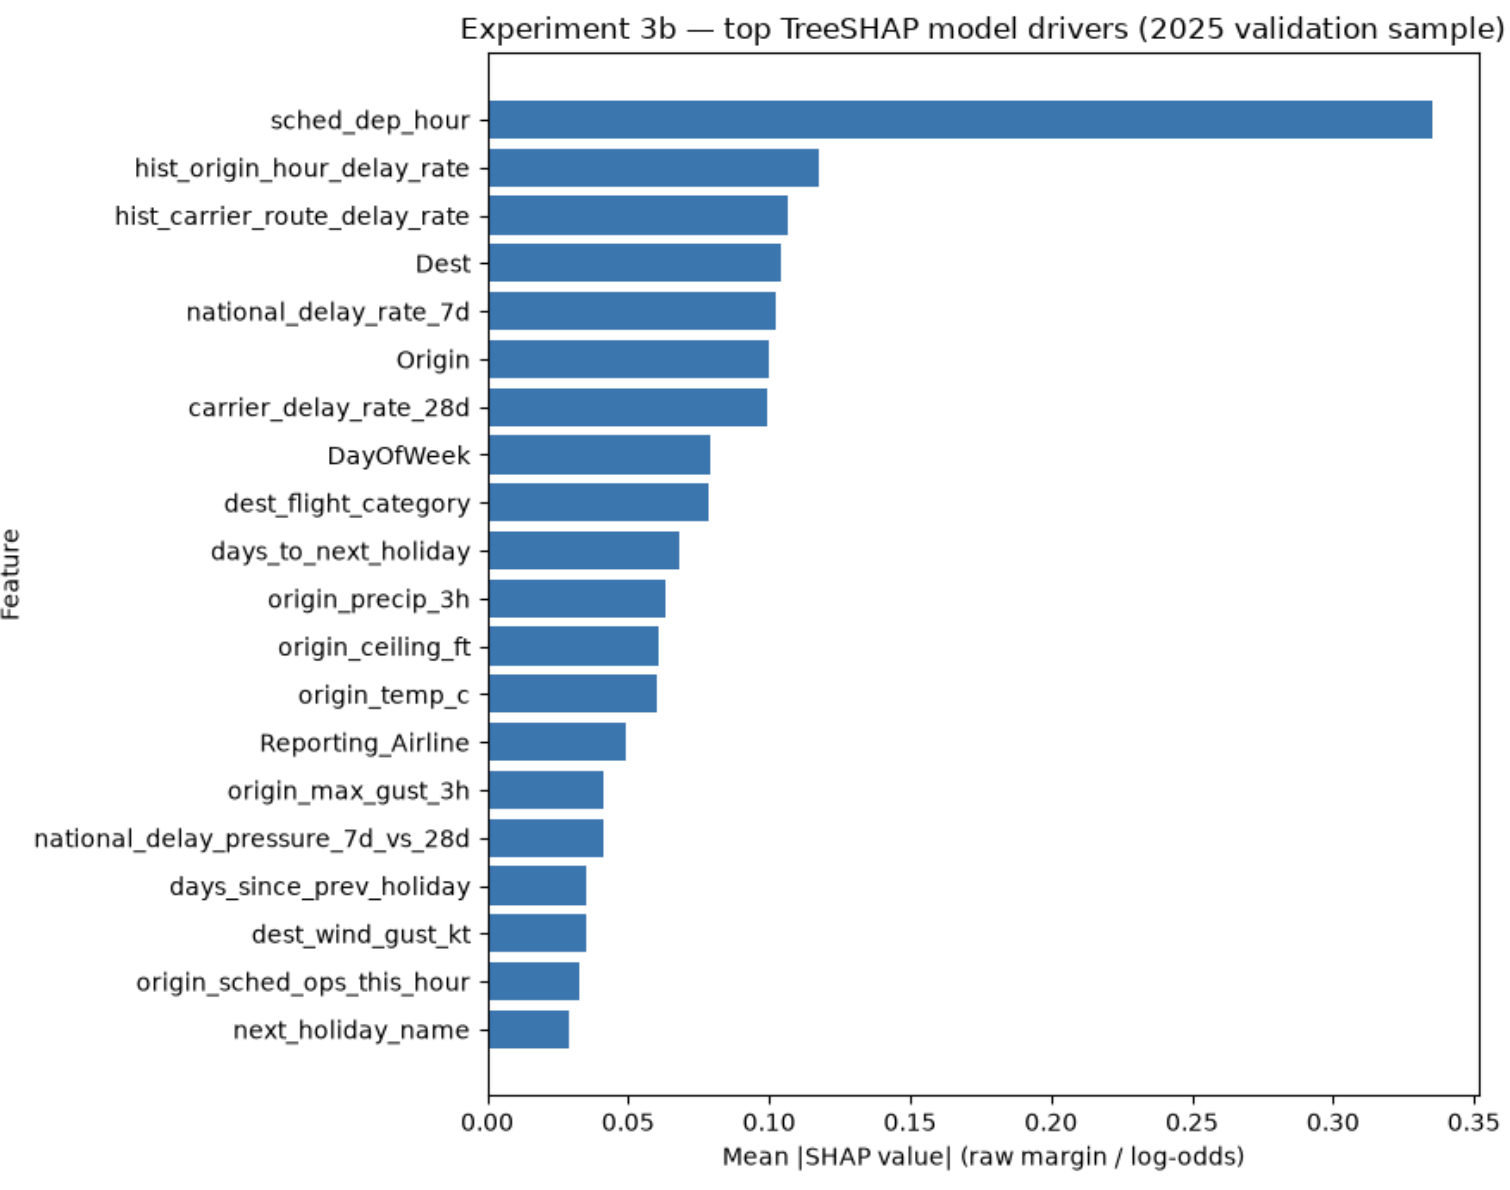 Experiment 3b — top TreeSHAP model drivers (2025 validation sample)
Feature
sched_dep_hour
hist_origin_hour_delay_rate
hist_carrier_route_delay_rate
Dest
national_delay_rate_7d
Origin
carrier_delay_rate_28d
DayOfWeek
dest_flight_category
days_to_next_holiday
origin_precip_3h
origin_ceiling_ft
origin_temp_c
Reporting_Airline
origin_max_gust_3h
national_delay_pressure_7d_vs_28d
days_since_prev_holiday
dest_wind_gust_kt
origin_sched_ops_this_hour
next_holiday_name
0.00 0.05 0.10 0.15 0.20 0.25 0.30 0.35
Mean |SHAP value| (raw margin / log-odds)